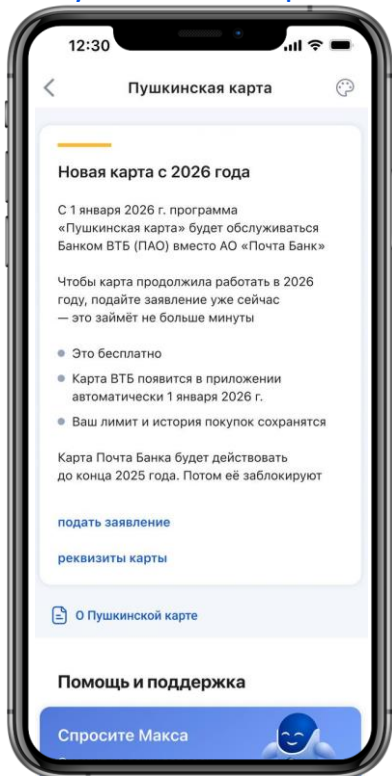 12:30
Пушкинская карта
Новая карта с 2026 года
С 1 января 2026 г. программа
«Пушкинская карта» будет обслуживаться
Банком ВТБ (ПАО) вместо АО «Почта Банк»
Чтобы карта продолжила работать в 2026
году, подайте заявление уже сейчас
— это займёт не больше минуты
Это бесплатно
Карта ВТБ появится в приложении
автоматически 1 января 2026 г.
Ваш лимит и история покупок сохранятся
Карта Почта Банка будет действовать
до конца 2025 года. Потом её заблокируют
подать заявление
реквизиты карты
О Пушкинской карте
Помощь и поддержка
Спросите Макса